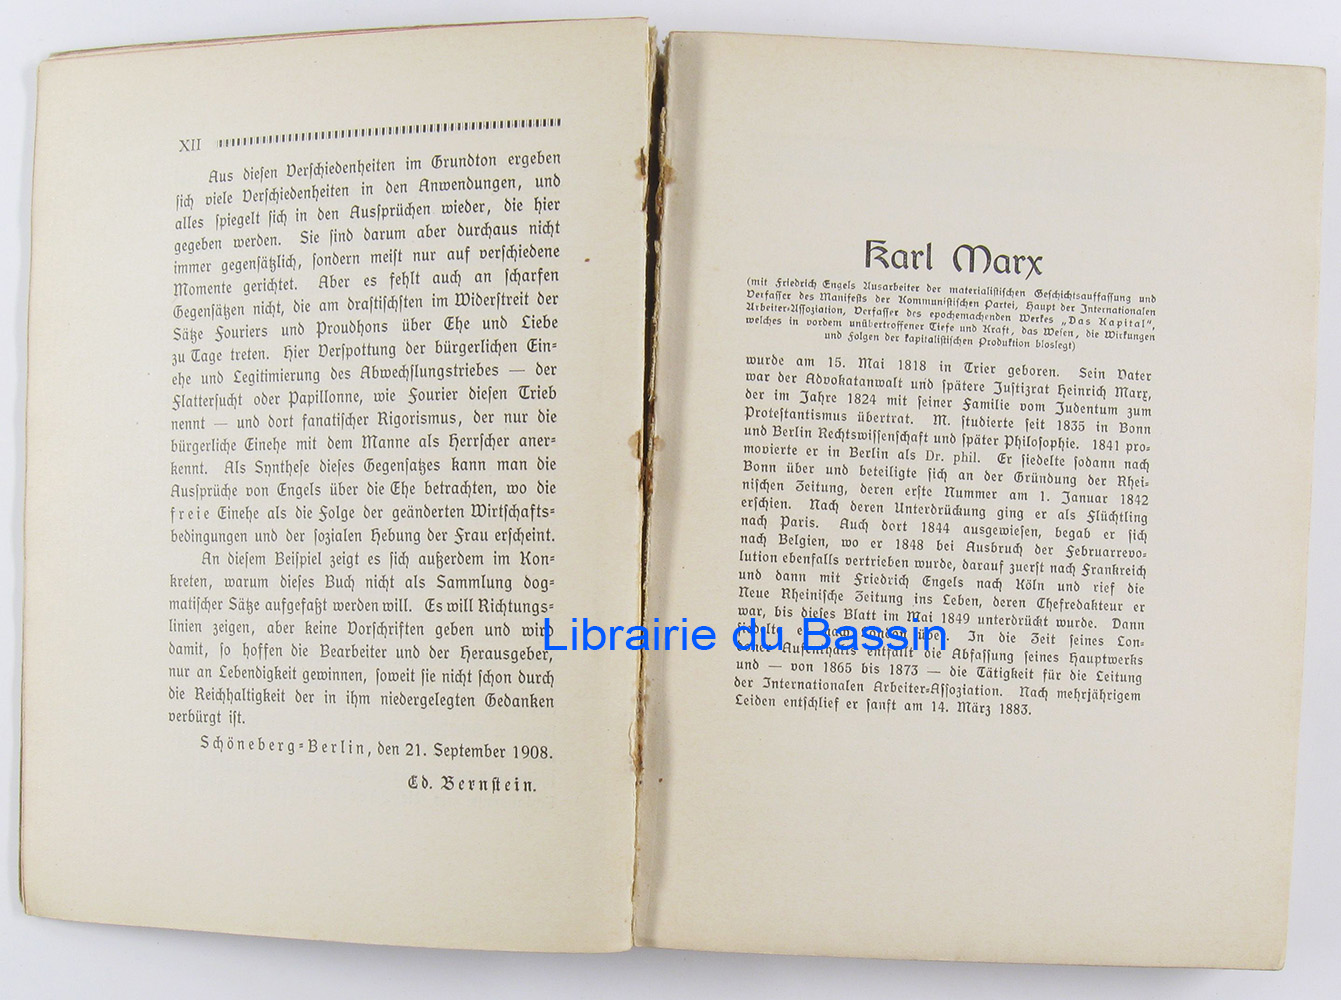 XII
Aus diesen Verschiedenheiten im Grundton ergeben
sich viele Verschiedenheiten in den Anwendungen, und
alles spiegelt sich in den Aussprüchen wieder, die hier
gegeben werden. Sie sind darum aber durchaus nicht
immer gegensätzlich, sondern meist nur auf verschiedene
Momente gerichtet. Aber es fehlt auch an scharfen
Gegensätzen nicht, die am drastischsten im Widerstreit der
Sätze Fouriers und Proudhons über Ehe und Liebe
zu Tage treten. Hier Verspottung der bürgerlichen Ein-
ehe und Legitimierung des Abwechslungstriebes — der
Flattersucht oder Papillonne, wie Fourier diesen Trieb
nennt — und dort fanatischer Rigorismus, der nur die
bürgerliche Einehe mit dem Manne als Herrscher aner-
kennt. Als Synthese dieses Gegensatzes kann man die
Aussprüche von Engels über die Ehe betrachten, wo die
freie Einehe als die Folge der geänderten Wirtschafts-
bedingungen und der sozialen Hebung der Frau erscheint.
An diesem Beispiel zeigt es sich außerdem im Kon-
kreten, warum dieses Buch nicht als Sammlung dog-
matischer Sätze aufgefaßt werden will. Es will Richtungs-
linien zeigen, aber keine Vorschriften geben und wird
damit, so hoffen die Bearbeiter und der Herausgeber,
nur an Lebendigkeit gewinnen, soweit sie nicht schon durch
die Reichhaltigkeit der in ihm niedergelegten Gedanken
verbürgt ist.
Schöneberg-Berlin, den 21. September 1908.
Ed. Bernstein.
Karl Marx
(mit Friedrich Engels Ausarbeiter der materialistischen Geschichtsauffassung und
Verfasser des Manifests der Kommunistischen Partei, Haupt der Internationalen
Arbeiter-Assoziation, Verfasser des epochemachenden Werkes „Das Kapital",
welches in vordem unübertroffener Tiefe und Kraft, das Wesen, die Wirkungen
und Folgen der kapitalistischen Produktion bloslegt)
wurde am 15. Mai 1818 in Trier geboren. Sein Vater
war der Advokatanwalt und spätere Justizrat Heinrich Marx,
der im Jahre 1824 mit seiner Familie vom Judentum zum
Protestantismus übertrat. M. studierte seit 1835 in Bonn
und Berlin Rechtswissenschaft und später Philosophie. 1841 pro-
movierte er in Berlin als Dr. phil. Er siedelte sodann nach
Bonn über und beteiligte sich an der Gründung der Rhei-
nischen Zeitung, deren erste Nummer am 1. Januar 1842
erschien. Nach deren Unterdrückung ging er als Flüchtling
nach Paris. Auch dort 1844 ausgewiesen, begab er sich
nach Belgien, wo er 1848 bei Ausbruch der Februarrevo-
lution ebenfalls vertrieben wurde, darauf zuerst nach Frankreich
und dann mit Friedrich Engels nach Köln und rief die
Neue Rheinische Zeitung ins Leben, deren Chefredakteur er
war, bis dieses Blatt im Mai 1849 unterdrückt wurde. Dann
siedelte er nach London über. In die Zeit seines Lon-
doner Aufenthalts entfällt die Abfassung seines Hauptwerks
und — von 1865 bis 1873 — die Tätigkeit für die Leitung
der Internationalen Arbeiter-Assoziation. Nach mehrjährigem
Leiden entschlief er sanft am 14. März 1883.
Librairie du Bassin